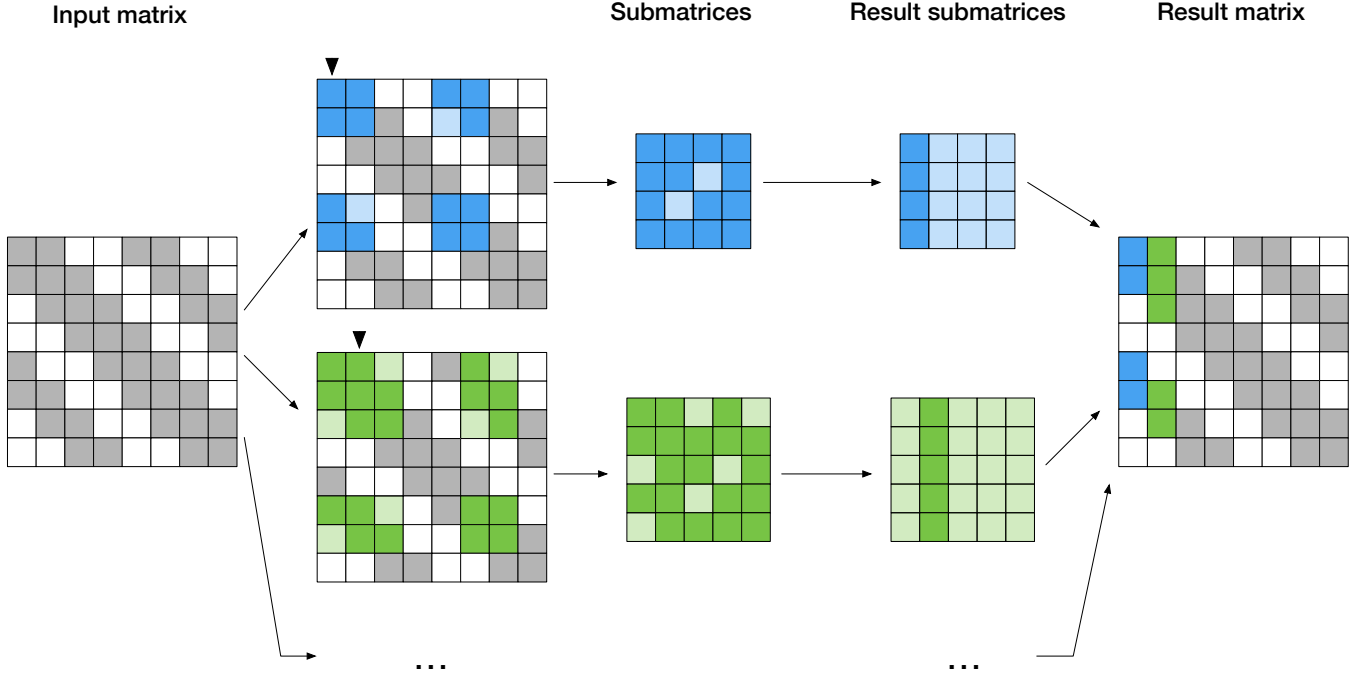 Input matrix
Submatrices
Result submatrices
Result matrix
...
...